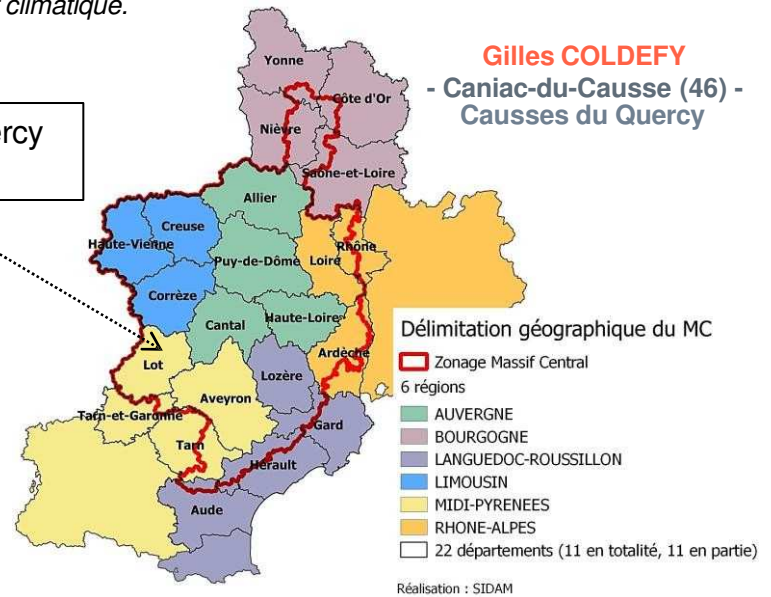 climatique.
Gilles COLDEFY
- Caniac-du-Causse (46) -
Causses du Quercy
ercy
Yonne
Côte d'Or
Nièvre
Saône-et-Loire
Allier
Creuse
Haute-Vienne
Rhône
Puy-de-Dôme
Loire
Corrèze
Cantal
Haute-Loire
Ardèche
Lot
Lozère
Aveyron
Tarn-et-Garonne
Gard
Tarn
Hérault
Aude
Délimitation géographique du MC
Zonage Massif Central
6 régions
AUVERGNE
BOURGOGNE
LANGUEDOC-ROUSSILLON
LIMOUSIN
MIDI-PYRENEES
RHONE-ALPES
22 départements (11 en totalité, 11 en partie)
Réalisation : SIDAM